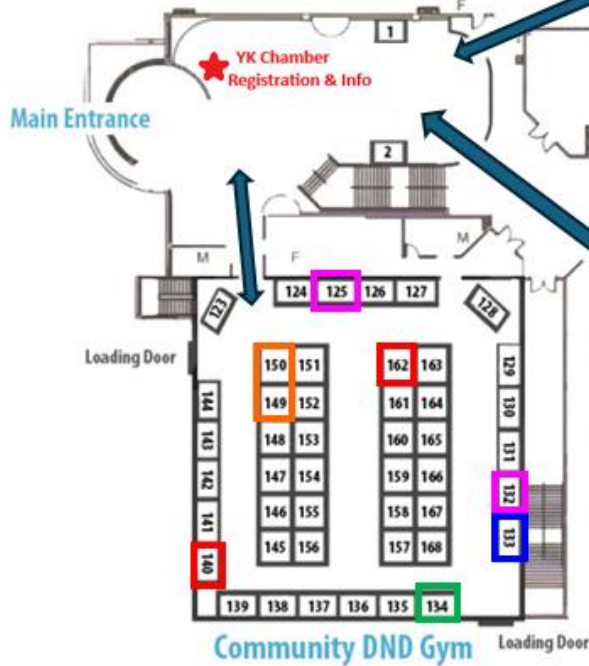 F
1
YK Chamber
Registration & Info
Main Entrance
2
M
F
M
123
124 125 126 127
128
Loading Door
150 151
162 163
129
149 152
161 164
130
144
148 153
160 165
131
143
147 154
159 166
132
142
146 155
158 167
133
141
145 156
157 168
140
139 138 137 136 135 134
Community DND Gym
Loading Door